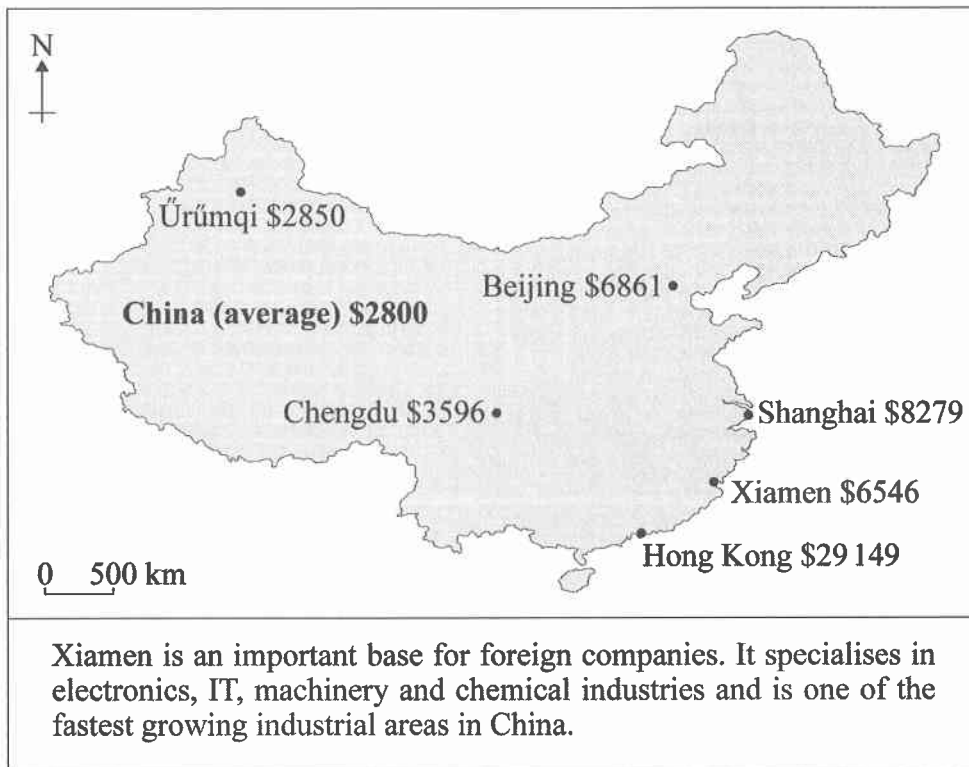 N
Űrűmqi $2850
Beijing $6861
China (average) $2800
Chengdu $3596
Shanghai $8279
Xiamen $6546
Hong Kong $29 149
0 500 km
Xiamen is an important base for foreign companies. It specialises in
electronics, IT, machinery and chemical industries and is one of the
fastest growing industrial areas in China.